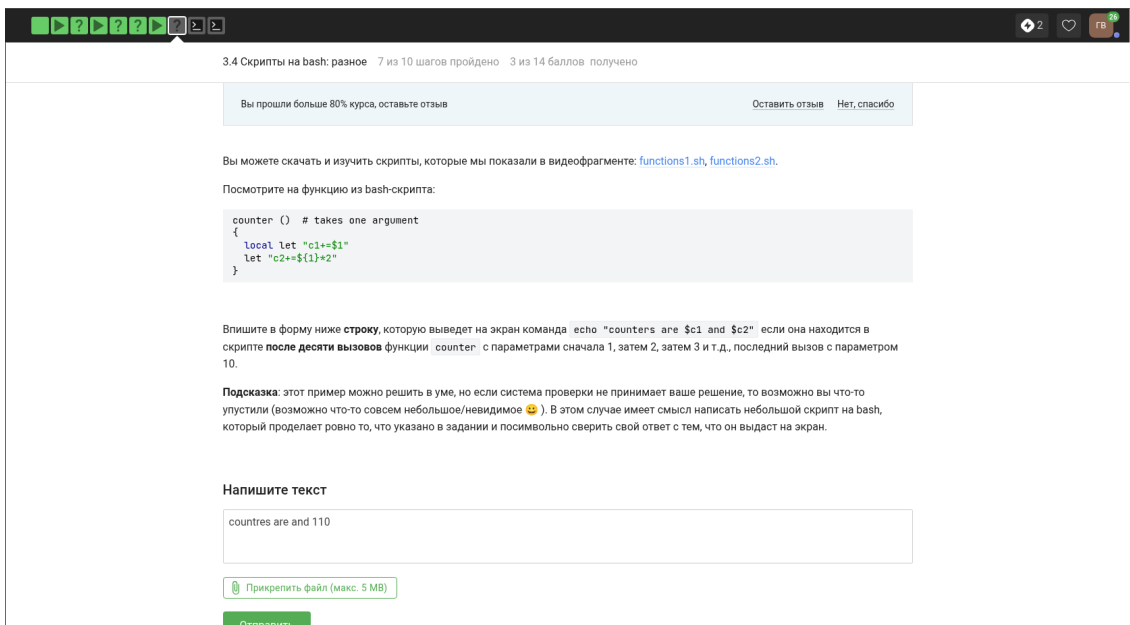 2
ГВ
26
3.4 Скрипты на bash: разное 7 из 10 шагов пройдено 3 из 14 баллов получено
Вы прошли больше 80% курса, оставьте отзыв Оставить отзыв Нет, спасибо
Вы можете скачать и изучить скрипты, которые мы показали в видеофрагменте: functions1.sh, functions2.sh.
Посмотрите на функцию из bash-скрипта:
counter () # takes one argument
{
local let "c1+=$1"
let "c2+=${1}*2"
}
Впишите в форму ниже строку, которую выведет на экран команда echo "counters are $c1 and $c2" если она находится в
скрипте после десяти вызовов функции counter с параметрами сначала 1, затем 2, затем 3 и т.д., последний вызов с параметром
10.
Подсказка: этот пример можно решить в уме, но если система проверки не принимает ваше решение, то возможно вы что-то
упустили (возможно что-то совсем небольшое/невидимое 😀 ). В этом случае имеет смысл написать небольшой скрипт на bash,
который проделает ровно то, что указано в задании и посимвольно сверить свой ответ с тем, что он выдаст на экран.
Напишите текст
countres are and 110
Прикрепить файл (макс. 5 MB)
Отправить